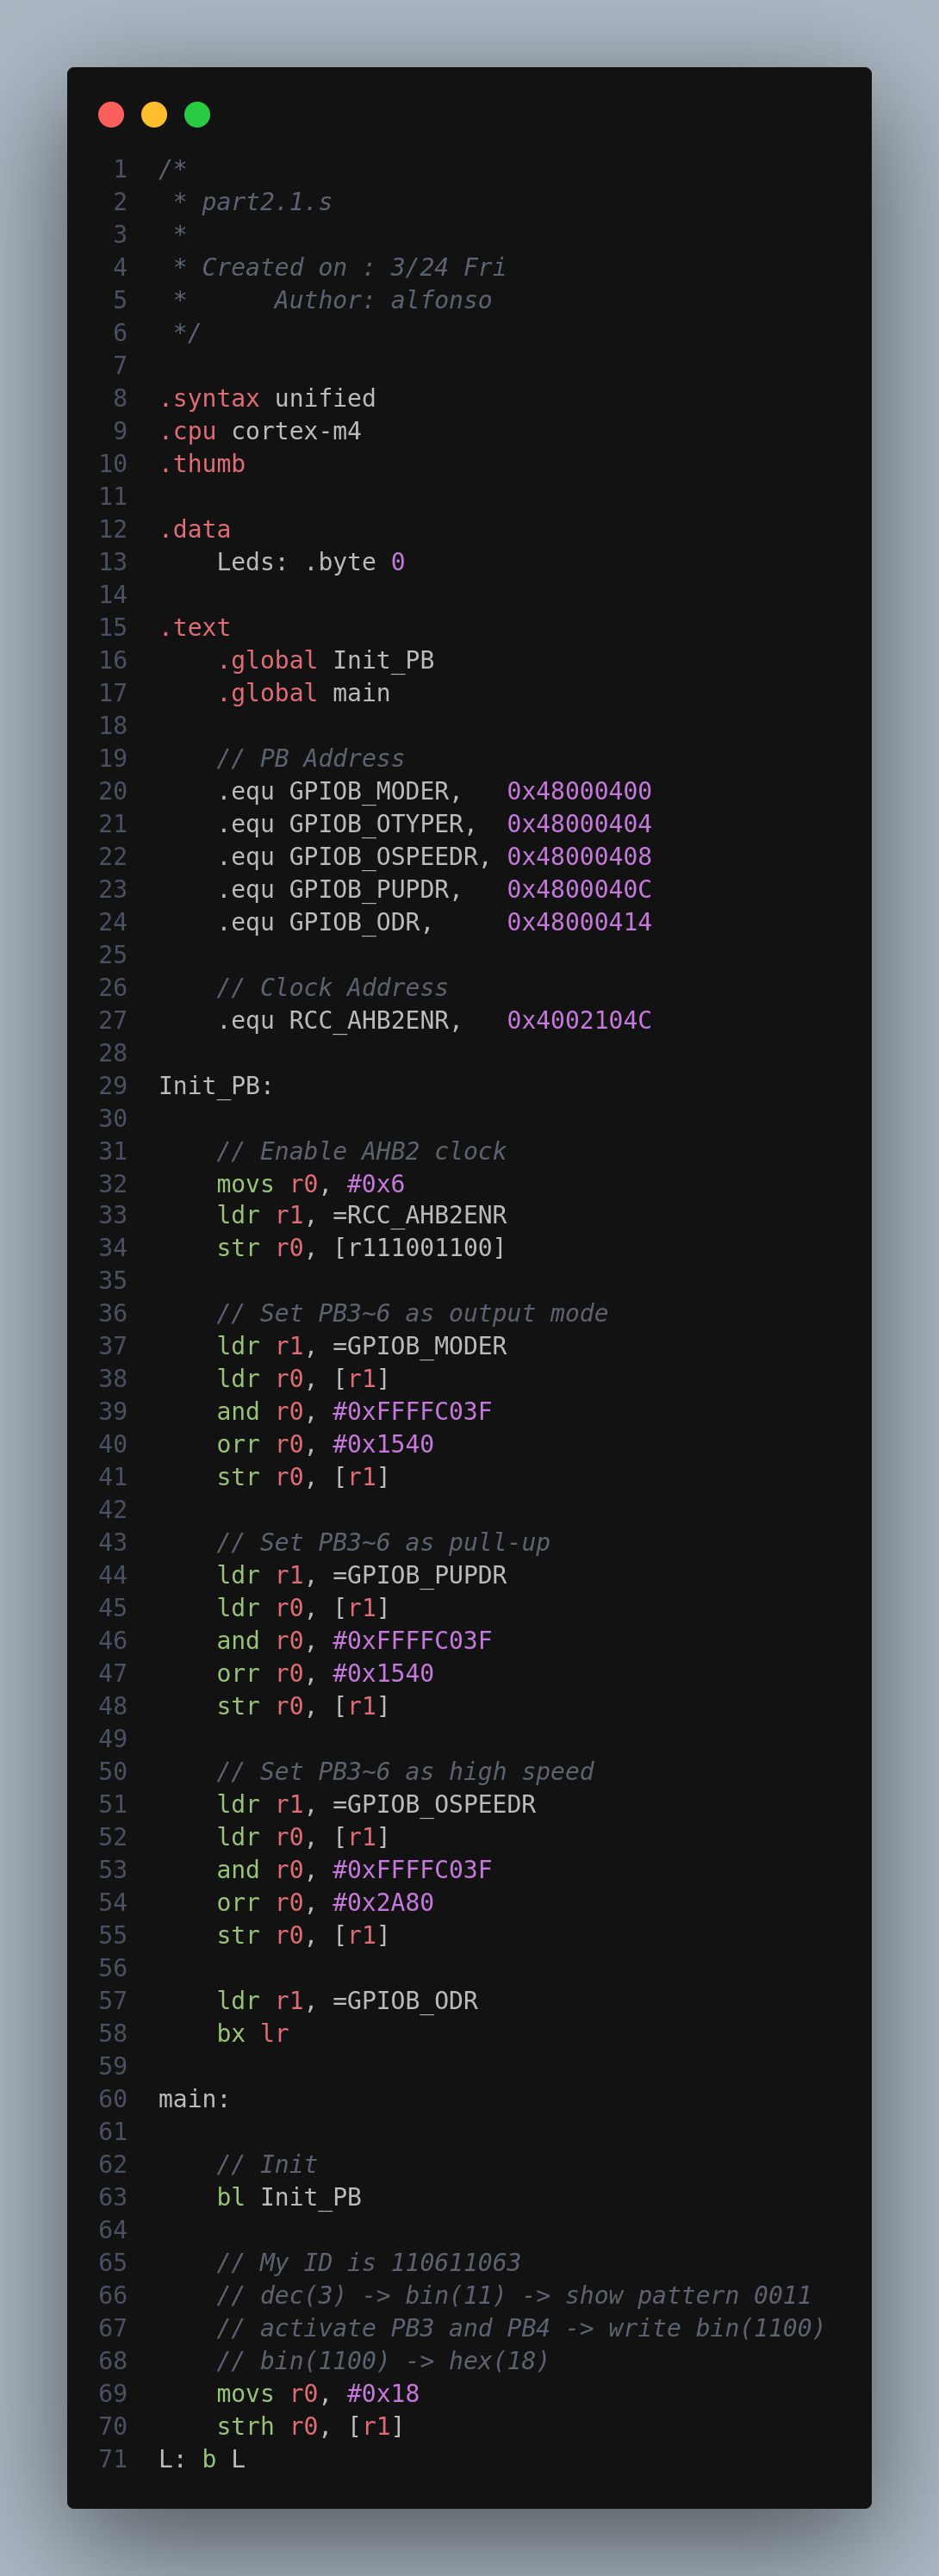 1 /*
2  * part2.1.s
3  *
4  * Created on : 3/24 Fri
5  *      Author: alfonso
6  */
7
8 .syntax unified
9 .cpu cortex-m4
10 .thumb
11
12 .data
13     Leds: .byte 0
14
15 .text
16     .global Init_PB
17     .global main
18
19     // PB Address
20     .equ GPIOB_MODER,   0x48000400
21     .equ GPIOB_OTYPER,  0x48000404
22     .equ GPIOB_OSPEEDR, 0x48000408
23     .equ GPIOB_PUPDR,   0x4800040C
24     .equ GPIOB_ODR,     0x48000414
25
26     // Clock Address
27     .equ RCC_AHB2ENR,   0x4002104C
28
29 Init_PB:
30
31     // Enable AHB2 clock
32     movs r0, #0x6
33     ldr r1, =RCC_AHB2ENR
34     str r0, [r111001100]
35
36     // Set PB3~6 as output mode
37     ldr r1, =GPIOB_MODER
38     ldr r0, [r1]
39     and r0, #0xFFFFC03F
40     orr r0, #0x1540
41     str r0, [r1]
42
43     // Set PB3~6 as pull-up
44     ldr r1, =GPIOB_PUPDR
45     ldr r0, [r1]
46     and r0, #0xFFFFC03F
47     orr r0, #0x1540
48     str r0, [r1]
49
50     // Set PB3~6 as high speed
51     ldr r1, =GPIOB_OSPEEDR
52     ldr r0, [r1]
53     and r0, #0xFFFFC03F
54     orr r0, #0x2A80
55     str r0, [r1]
56
57     ldr r1, =GPIOB_ODR
58     bx lr
59
60 main:
61
62     // Init
63     bl Init_PB
64
65     // My ID is 110611063
66     // dec(3) -> bin(11) -> show pattern 0011
67     // activate PB3 and PB4 -> write bin(1100)
68     // bin(1100) -> hex(18)
69     movs r0, #0x18
70     strh r0, [r1]
71 L: b L